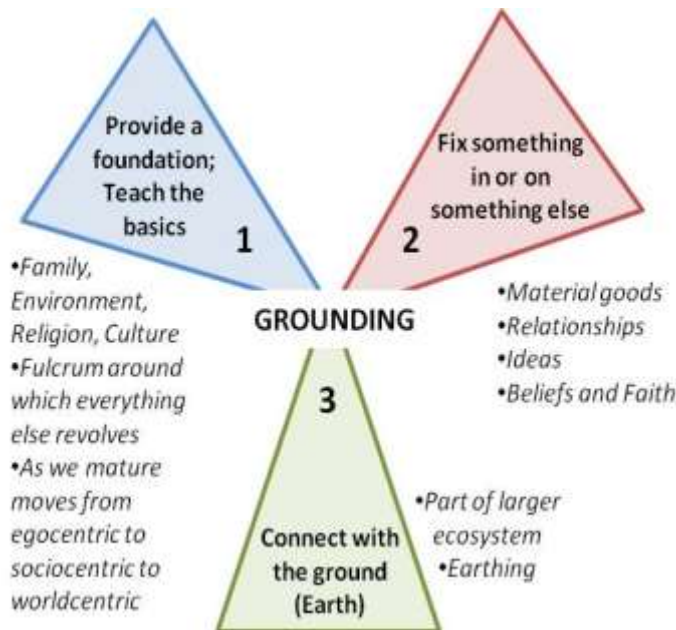 Provide a
foundation;
Teach the
basics
1
•Family,
Environment,
Religion, Culture
•Fulcrum around
which everything
else revolves
•As we mature
moves from
egocentric to
sociocentric to
worldcentric
Fix something
in or on
something else
2
•Material goods
•Relationships
•Ideas
•Beliefs and Faith
GROUNDING
3
Connect with
the ground
(Earth)
•Part of larger
ecosystem
•Earthing